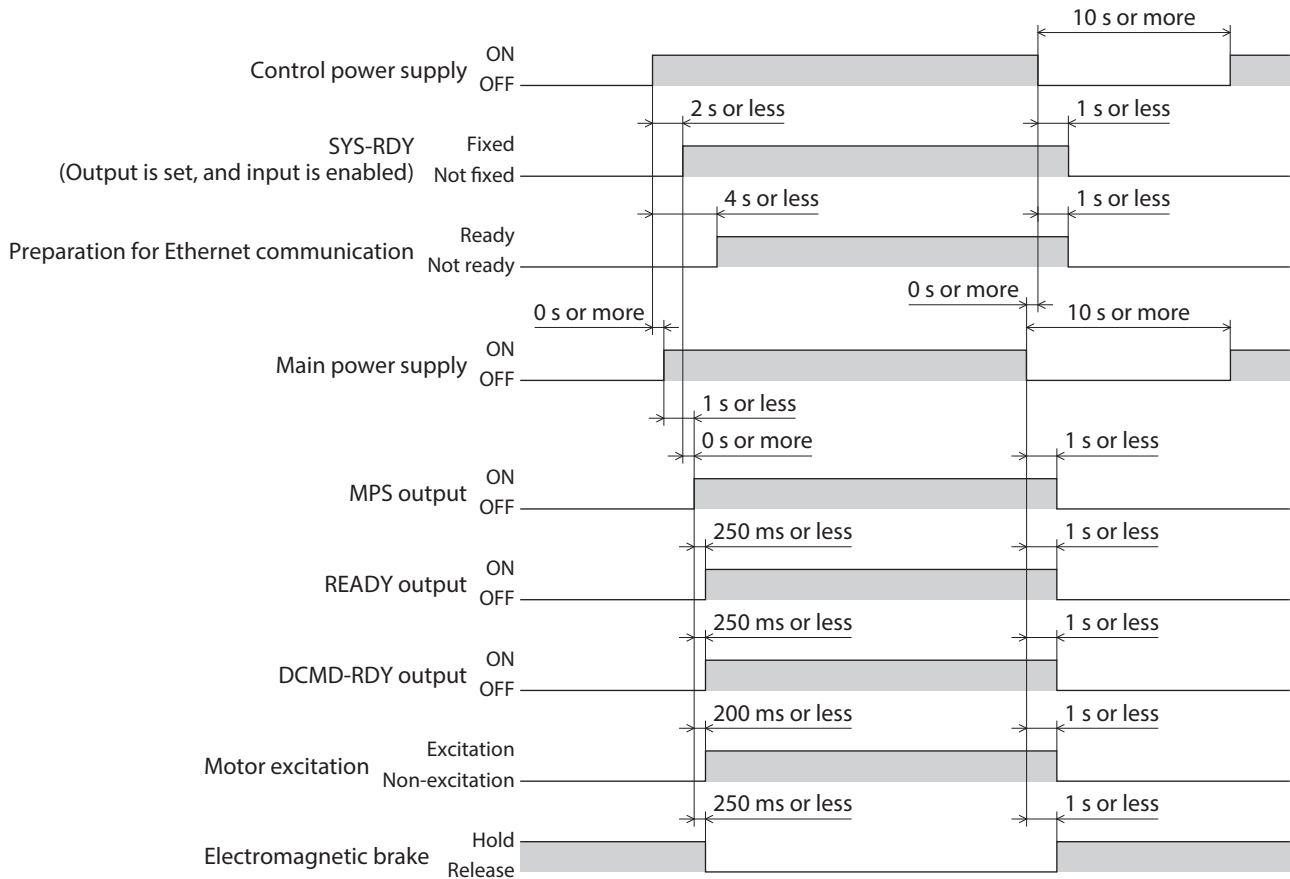 10 s or more
Control power supply
ON
OFF
2 s or less
1 s or less
SYS-RDY
(Output is set, and input is enabled)
Fixed
Not fixed
4 s or less
1 s or less
Preparation for Ethernet communication
Ready
Not ready
0 s or more
0 s or more
10 s or more
Main power supply
ON
OFF
1 s or less
0 s or more
1 s or less
MPS output
ON
OFF
250 ms or less
1 s or less
READY output
ON
OFF
250 ms or less
1 s or less
DCMD-RDY output
ON
OFF
200 ms or less
1 s or less
Motor excitation
Excitation
Non-excitation
250 ms or less
1 s or less
Electromagnetic brake
Hold
Release